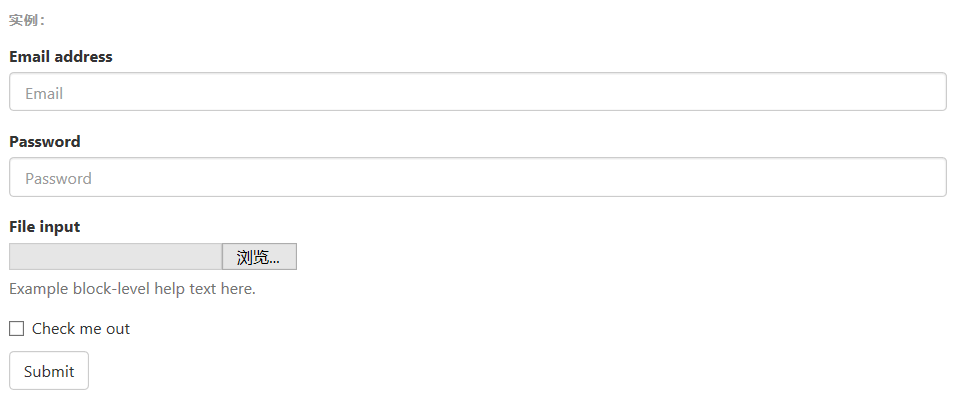 实例：
Email address
Email
Password
Password
File input
浏览...
Example block-level help text here.
Check me out
Submit